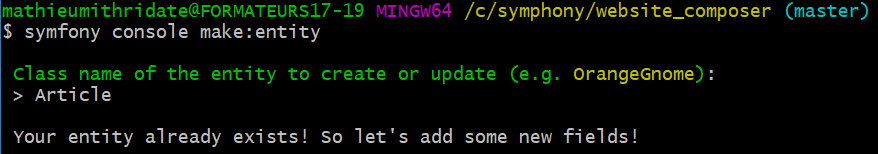 mathieumithridate@FORMATEURS17-19 MINGW64 /c/symphony/website_composer (master)
$ symfony console make:entity
Class name of the entity to create or update (e.g. OrangeGnome):
> Article
Your entity already exists! So let's add some new fields!